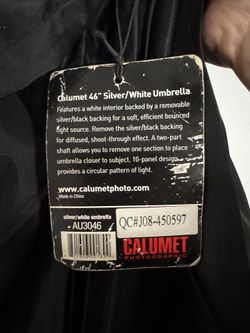 Calumet 46" Silver/White Umbrella
Features a white interior backed by a removable
silver/black backing for a soft, efficient bounced
light source. Remove the silver/black backing
for diffused, shoot-through effect. A two-part
shaft allows you to remove one section to place
umbrella closer to subject. 10-panel design
provides a circular pattern of light.
www.calumetphoto.com
Made in China
silver/white umbrella
AU3046
QC#J08-450597
CALUMET
PHOTOGRAPHIC